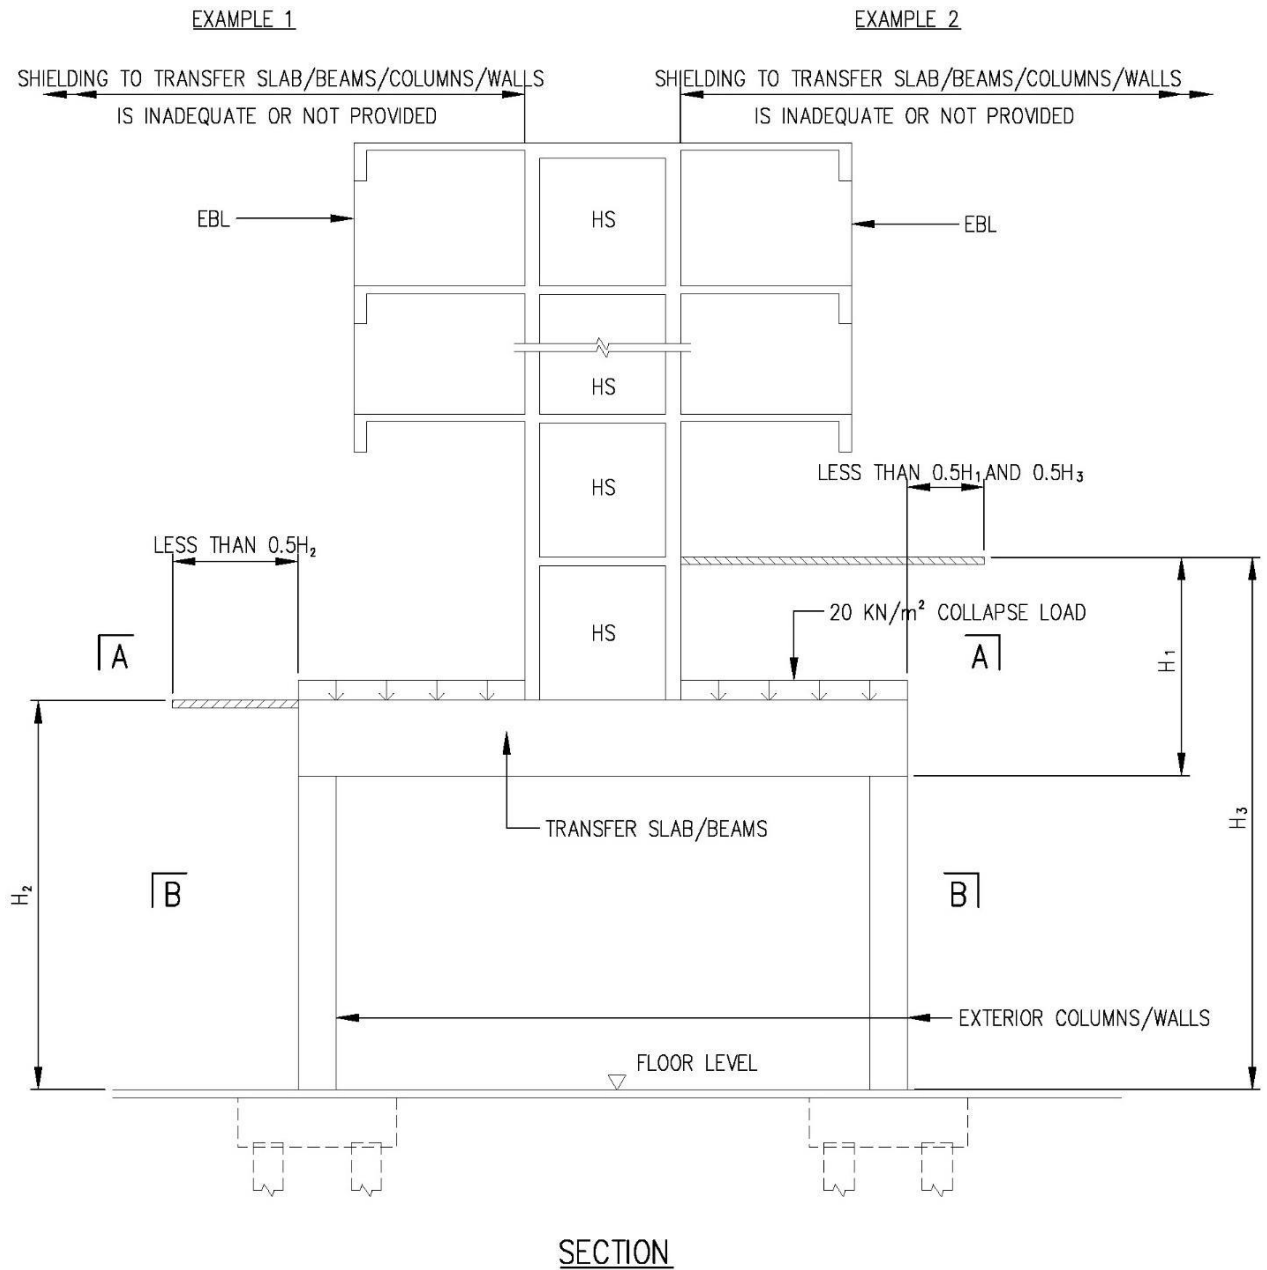 EXAMPLE 1
EXAMPLE 2
SHIELDING TO TRANSFER SLAB/BEAMS/COLUMNS/WALLS
IS INADEQUATE OR NOT PROVIDED
SHIELDING TO TRANSFER SLAB/BEAMS/COLUMNS/WALLS
IS INADEQUATE OR NOT PROVIDED
HS
EBL
EBL
HS
LESS THAN 0.5H₁ AND 0.5H₃
HS
LESS THAN 0.5H₂
20 KN/m² COLLAPSE LOAD
HS
A
A
H₁
TRANSFER SLAB/BEAMS
H₃
H₂
B
B
EXTERIOR COLUMNS/WALLS
FLOOR LEVEL
SECTION